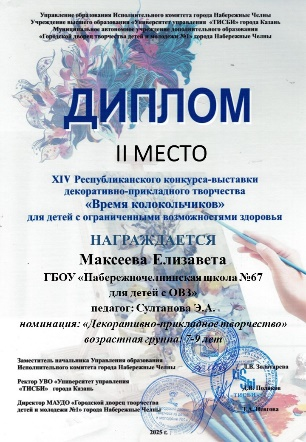 Управление образования Исполнительного комитета города Набережные Челны
Учреждение высшего образования «Университет управления «ТИСБИ» города Казань
Муниципальное автономное учреждение дополнительного образования
«Городской дворец творчества детей и молодежи №1» города Набережные Челны
ДИПЛОМ
II МЕСТО
XIV Республиканского конкурса-выставки
декоративно-прикладного творчества
«Время колокольчиков»
для детей с ограниченными возможностями здоровья
НАГРАЖДАЕТСЯ
Максеева Елизавета
ГБОУ «Набережночелнинская школа №67
для детей с ОВЗ»
педагог: Султанова Э.А.
номинация: «Декоративно-прикладное творчество»
возрастная группа: 7-9 лет
Заместитель начальника Управления образования
Исполнительного комитета города Набережные Челны
Л.В. Золотарева
Ректор УВО «Университет управления
«ТИСБИ» города Казань
Директор МАУДО «Городской дворец творчества
детей и молодежи №1» города Набережные Челны
2025 г.